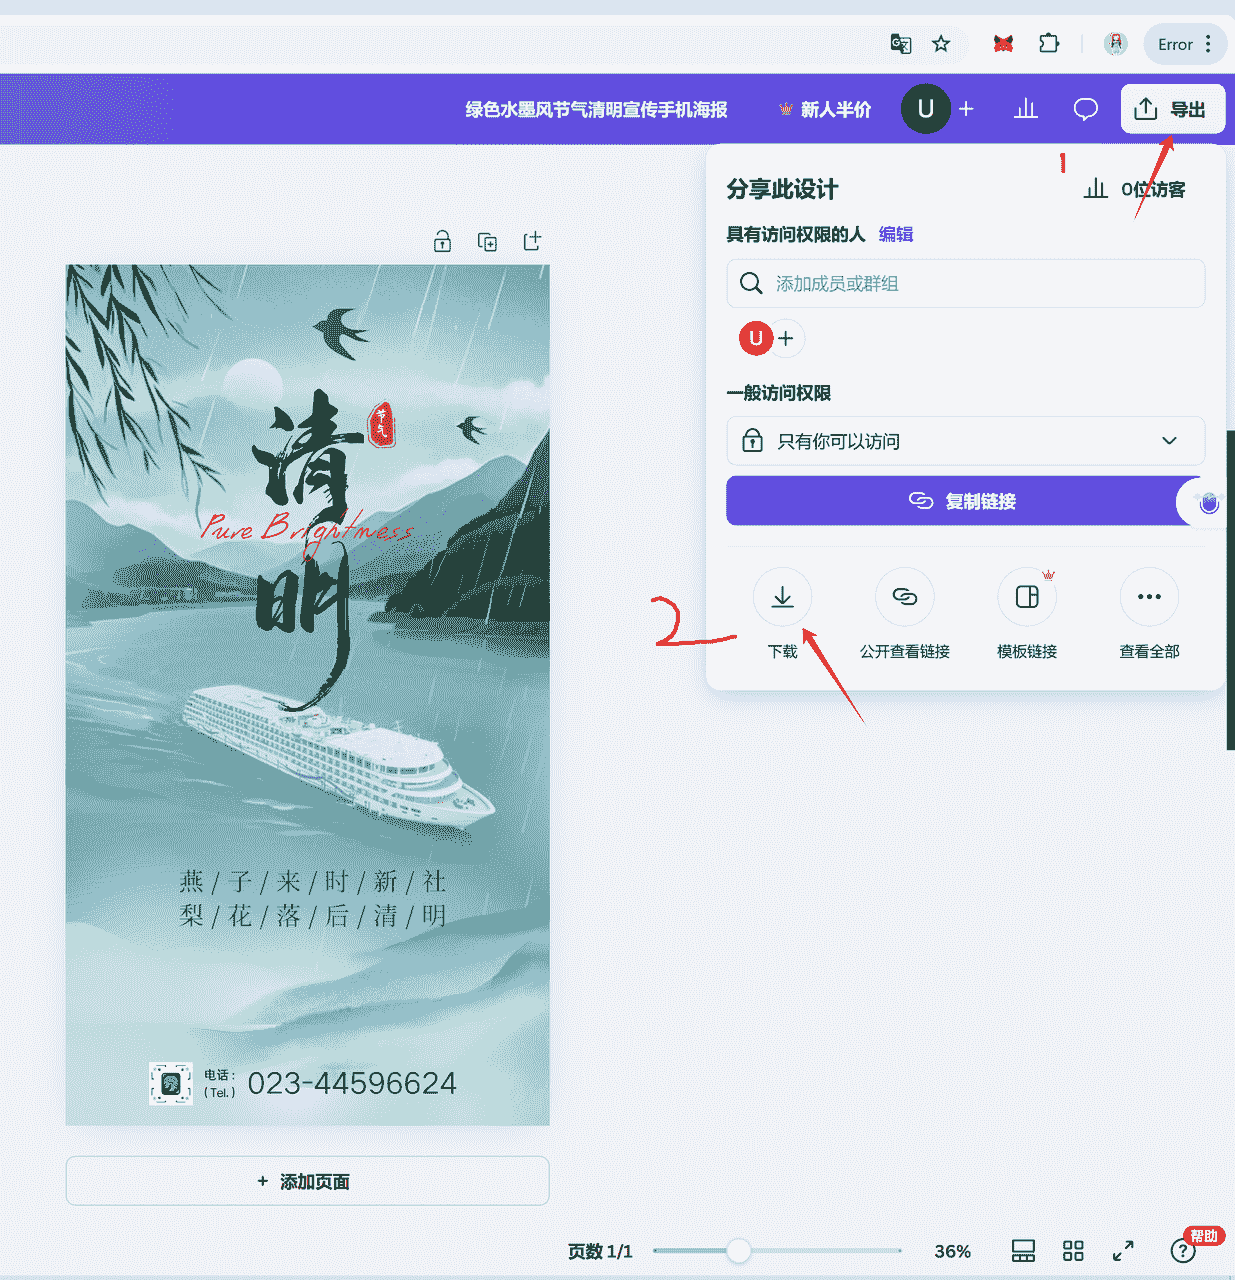 Error
绿色水墨风节气清明宣传手机海报
新人半价
U
导出
1
分享此设计
0位访客
具有访问权限的人 编辑
添加成员或群组
U
一般访问权限
只有你可以访问
复制链接
2
下载
公开查看链接
模板链接
查看全部
清
节气
Pure Brightness
明
燕/子/来/时/新/社
梨/花/落/后/清/明
电话：
(Tel.)
023-44596624
+ 添加页面
页数 1/1
36%
帮助